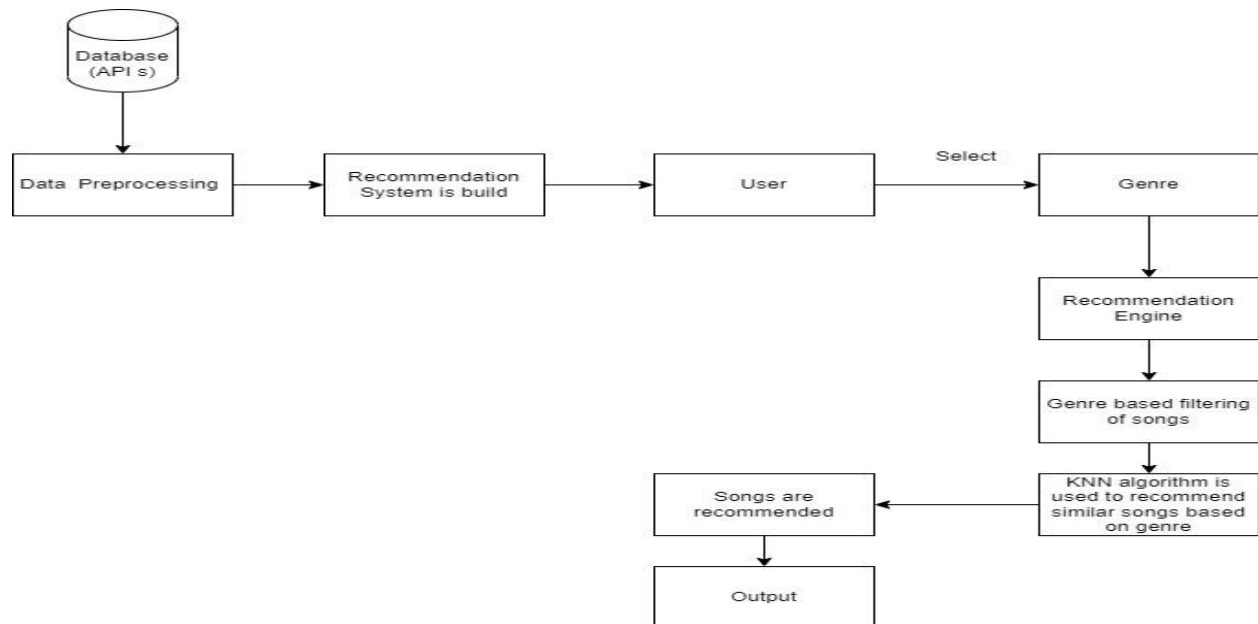 Database
(API s)
Data Preprocessing
Recommendation
System is build
User
Select
Genre
Recommendation
Engine
Genre based filtering
of songs
KNN algorithm is
used to recommend
similar songs based
on genre
Songs are
recommended
Output